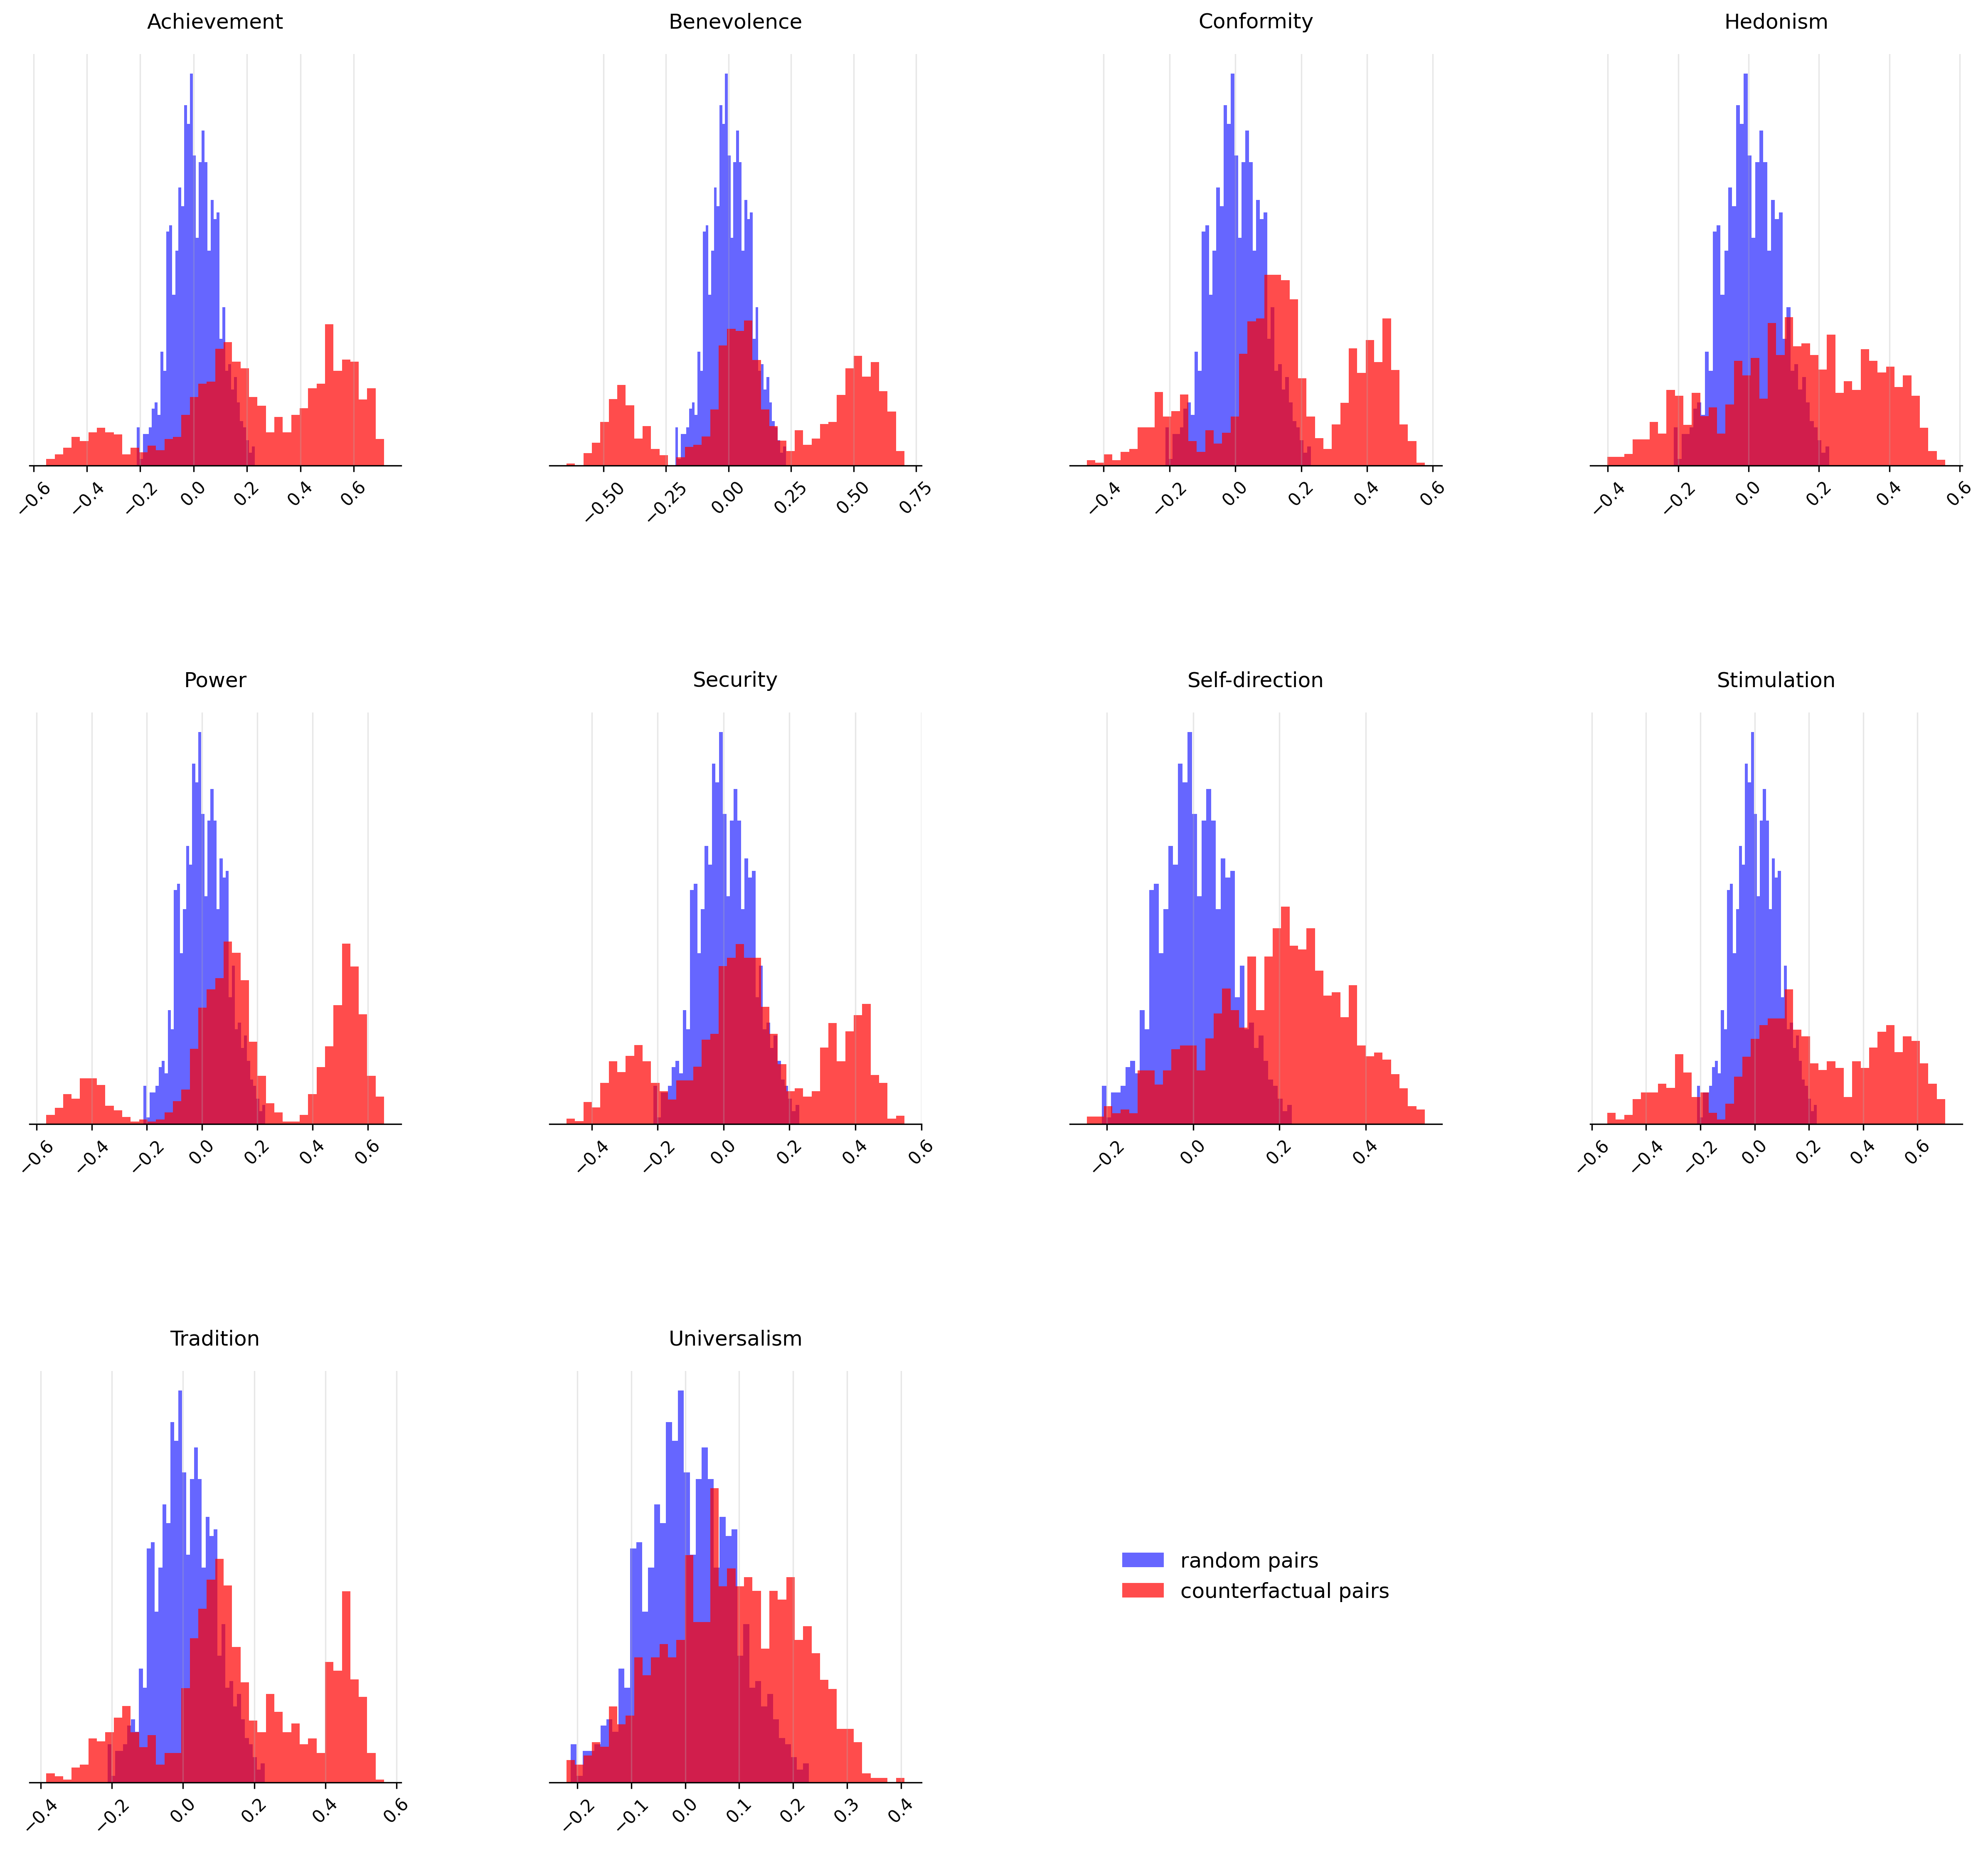 Achievement Benevolence Conformity Hedonism
−0.6 −0.4 −0.2 0.0 0.2 0.4 0.6 −0.50 −0.25 0.00 0.25 0.50 0.75 −0.4 −0.2 0.0 0.2 0.4 0.6 −0.4 −0.2 0.0 0.2 0.4 0.6
Power Security Self-direction Stimulation
−0.6 −0.4 −0.2 0.0 0.2 0.4 0.6 −0.4 −0.2 0.0 0.2 0.4 0.6 −0.2 0.0 0.2 0.4 −0.6 −0.4 −0.2 0.0 0.2 0.4 0.6
Tradition Universalism
random pairs
counterfactual pairs
−0.4 −0.2 0.0 0.2 0.4 0.6 −0.2 −0.1 0.0 0.1 0.2 0.3 0.4